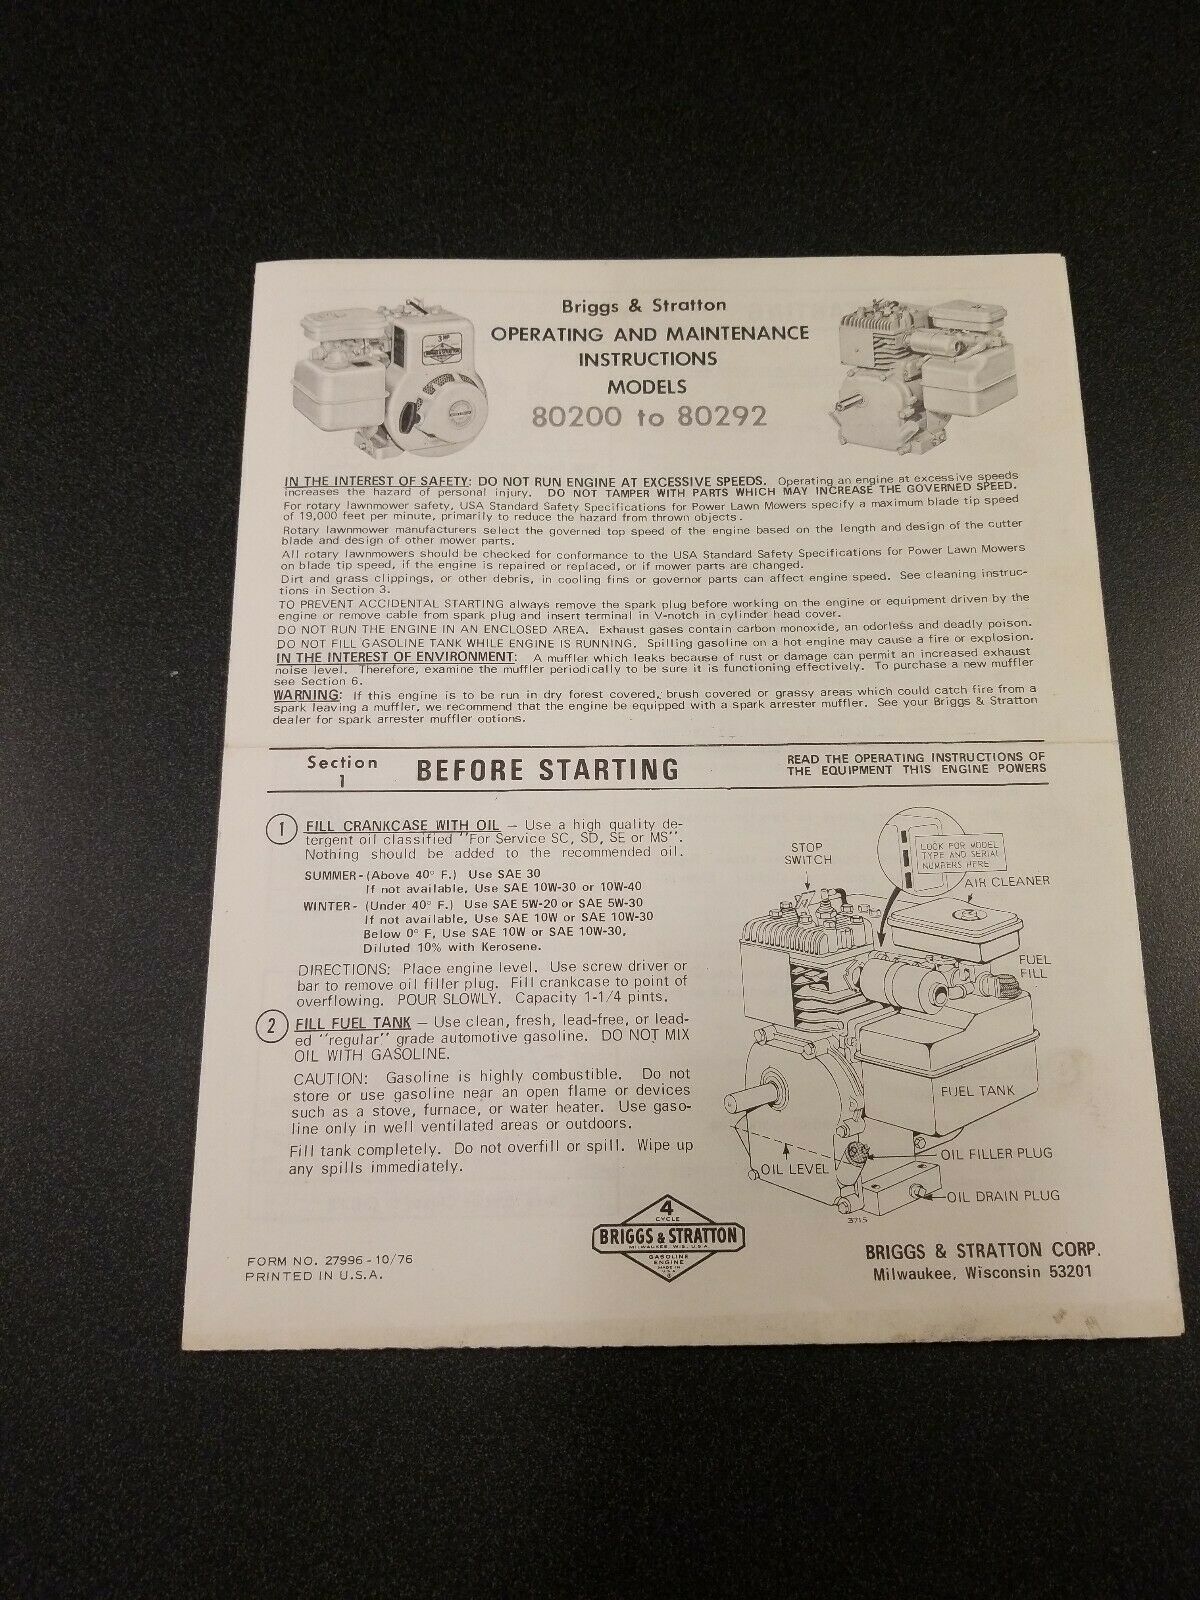 Briggs & Stratton
OPERATING AND MAINTENANCE
INSTRUCTIONS
MODELS
80200 to 80292
IN THE INTEREST OF SAFETY: DO NOT RUN ENGINE AT EXCESSIVE SPEEDS. Operating an engine at excessive speeds
increases the hazard of personal injury. DO NOT TAMPER WITH PARTS WHICH MAY INCREASE THE GOVERNED SPEED.
For rotary lawnmower safety, USA Standard Safety Specifications for Power Lawn Mowers specify a maximum blade tip speed
of 19,000 feet per minute, primarily to reduce the hazard from thrown objects.
Rotary lawnmower manufacturers select the governed top speed of the engine based on the length and design of the cutter
blade and design of other mower parts.
All rotary lawnmowers should be checked for conformance to the USA Standard Safety Specifications for Power Lawn Mowers
on blade tip speed, if the engine is repaired or replaced, or if mower parts are changed.
Dirt and grass clippings, or other debris, in cooling fins or governor parts can affect engine speed. See cleaning instruc-
tions in Section 3.
TO PREVENT ACCIDENTAL STARTING always remove the spark plug before working on the engine or equipment driven by the
engine or remove cable from spark plug and insert terminal in V-notch in cylinder head cover.
DO NOT RUN THE ENGINE IN AN ENCLOSED AREA. Exhaust gases contain carbon monoxide, an odorless and deadly poison.
DO NOT FILL GASOLINE TANK WHILE ENGINE IS RUNNING. Spilling gasoline on a hot engine may cause a fire or explosion.
IN THE INTEREST OF ENVIRONMENT: A muffler which leaks because of rust or damage can permit an increased exhaust
noise level. Therefore, examine the muffler periodically to be sure it is functioning effectively. To purchase a new muffler
see Section 6.
WARNING: If this engine is to be run in dry forest covered, brush covered or grassy areas which could catch fire from a
spark leaving a muffler, we recommend that the engine be equipped with a spark arrester muffler. See your Briggs & Stratton
dealer for spark arrester muffler options.
Section
1
BEFORE STARTING
READ THE OPERATING INSTRUCTIONS OF
THE EQUIPMENT THIS ENGINE POWERS
1 FILL CRANKCASE WITH OIL – Use a high quality de-
tergent oil classified "For Service SC, SD, SE or MS".
Nothing should be added to the recommended oil.
SUMMER- (Above 40° F.) Use SAE 30
If not available, Use SAE 10W-30 or 10W-40
WINTER- (Under 40° F.) Use SAE 5W-20 or SAE 5W-30
If not available, Use SAE 10W or SAE 10W-30
Below 0° F, Use SAE 10W or SAE 10W-30,
Diluted 10% with Kerosene.
DIRECTIONS: Place engine level. Use screw driver or
bar to remove oil filler plug. Fill crankcase to point of
overflowing. POUR SLOWLY. Capacity 1-1/4 pints.
2 FILL FUEL TANK – Use clean, fresh, lead-free, or lead-
ed "regular" grade automotive gasoline. DO NOT MIX
OIL WITH GASOLINE.
CAUTION: Gasoline is highly combustible. Do not
store or use gasoline near an open flame or devices
such as a stove, furnace, or water heater. Use gaso-
line only in well ventilated areas or outdoors.
Fill tank completely. Do not overfill or spill. Wipe up
any spills immediately.
STOP
SWITCH
LOOK FOR MODEL
TYPE AND SERIAL
NUMBERS HERE
AIR CLEANER
FUEL
FILL
FUEL TANK
OIL LEVEL
OIL FILLER PLUG
OIL DRAIN PLUG
3715
FORM NO. 27996-10/76
PRINTED IN U.S.A.
4
CYCLE
BRIGGS & STRATTON
MILWAUKEE, WIS. U.S.A.
GASOLINE
ENGINE
MADE IN
U.S.A.
BRIGGS & STRATTON CORP.
Milwaukee, Wisconsin 53201